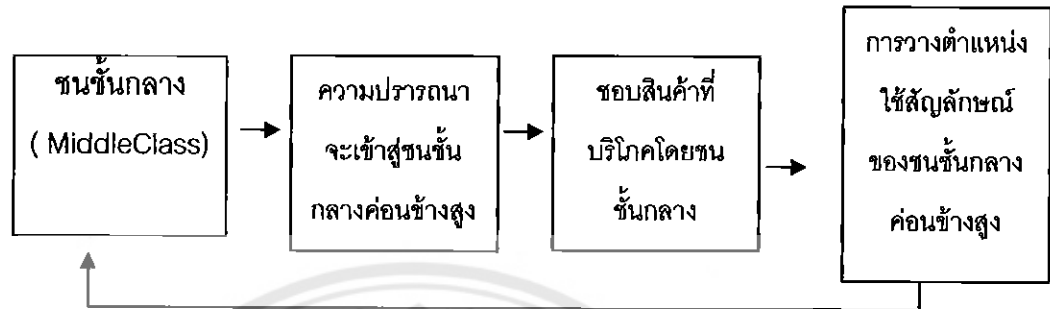 ชนชั้นกลาง
( MiddleClass)
ความปรารถนา
จะเข้าสู่ชนชั้น
กลางค่อนข้างสูง
ชอบสินค้าที่
บริโภคโดยชน
ชั้นกลาง
การวางตำแหน่ง
ใช้สัญลักษณ์
ของชนชั้นกลาง
ค่อนข้างสูง